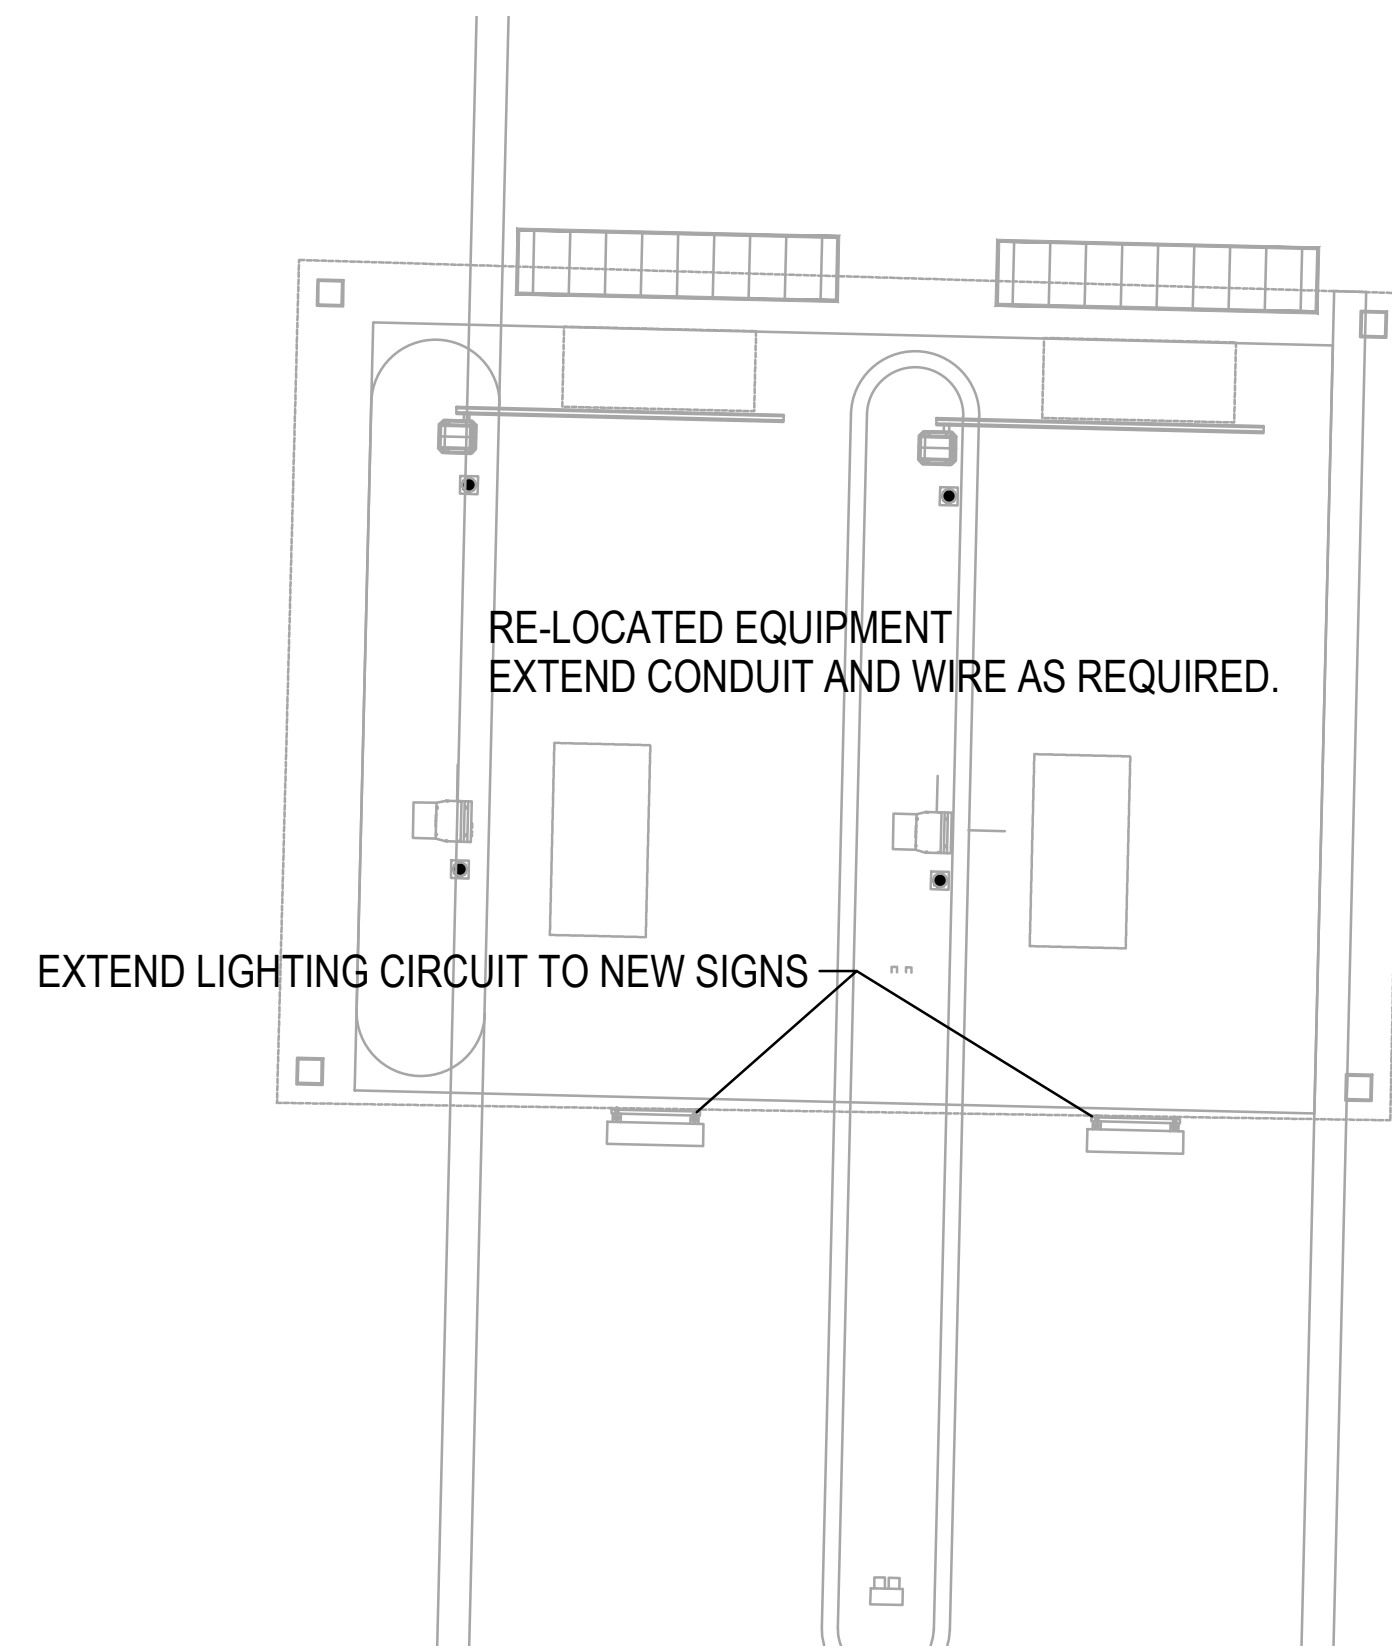 RE-LOCATED EQUIPMENT
EXTEND CONDUIT AND WIRE AS REQUIRED.
EXTEND LIGHTING CIRCUIT TO NEW SIGNS